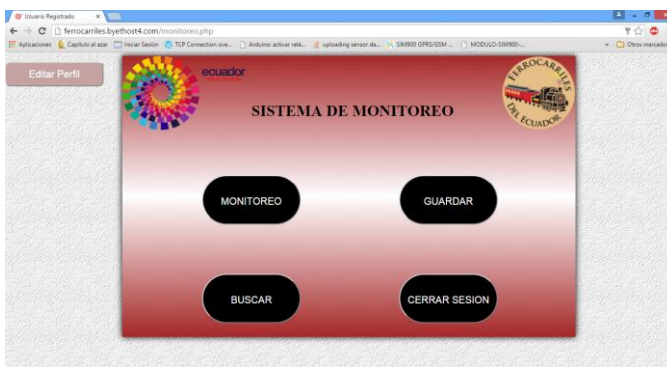 Usuario Registrado
ferrocarriles.byethost4.com/monitoreo.php
Aplicaciones Capitulo al azar Iniciar Sesión TCP Connection ove... Arduino: activar relé... uploading sensor da... SIM900 GPRS/GSM ... MODULO-SIM900-... Otros marcado
Editar Perfil
ecuador
FERROCARRILES
DEL ECUADOR
SISTEMA DE MONITOREO
MONITOREO
GUARDAR
BUSCAR
CERRAR SESION